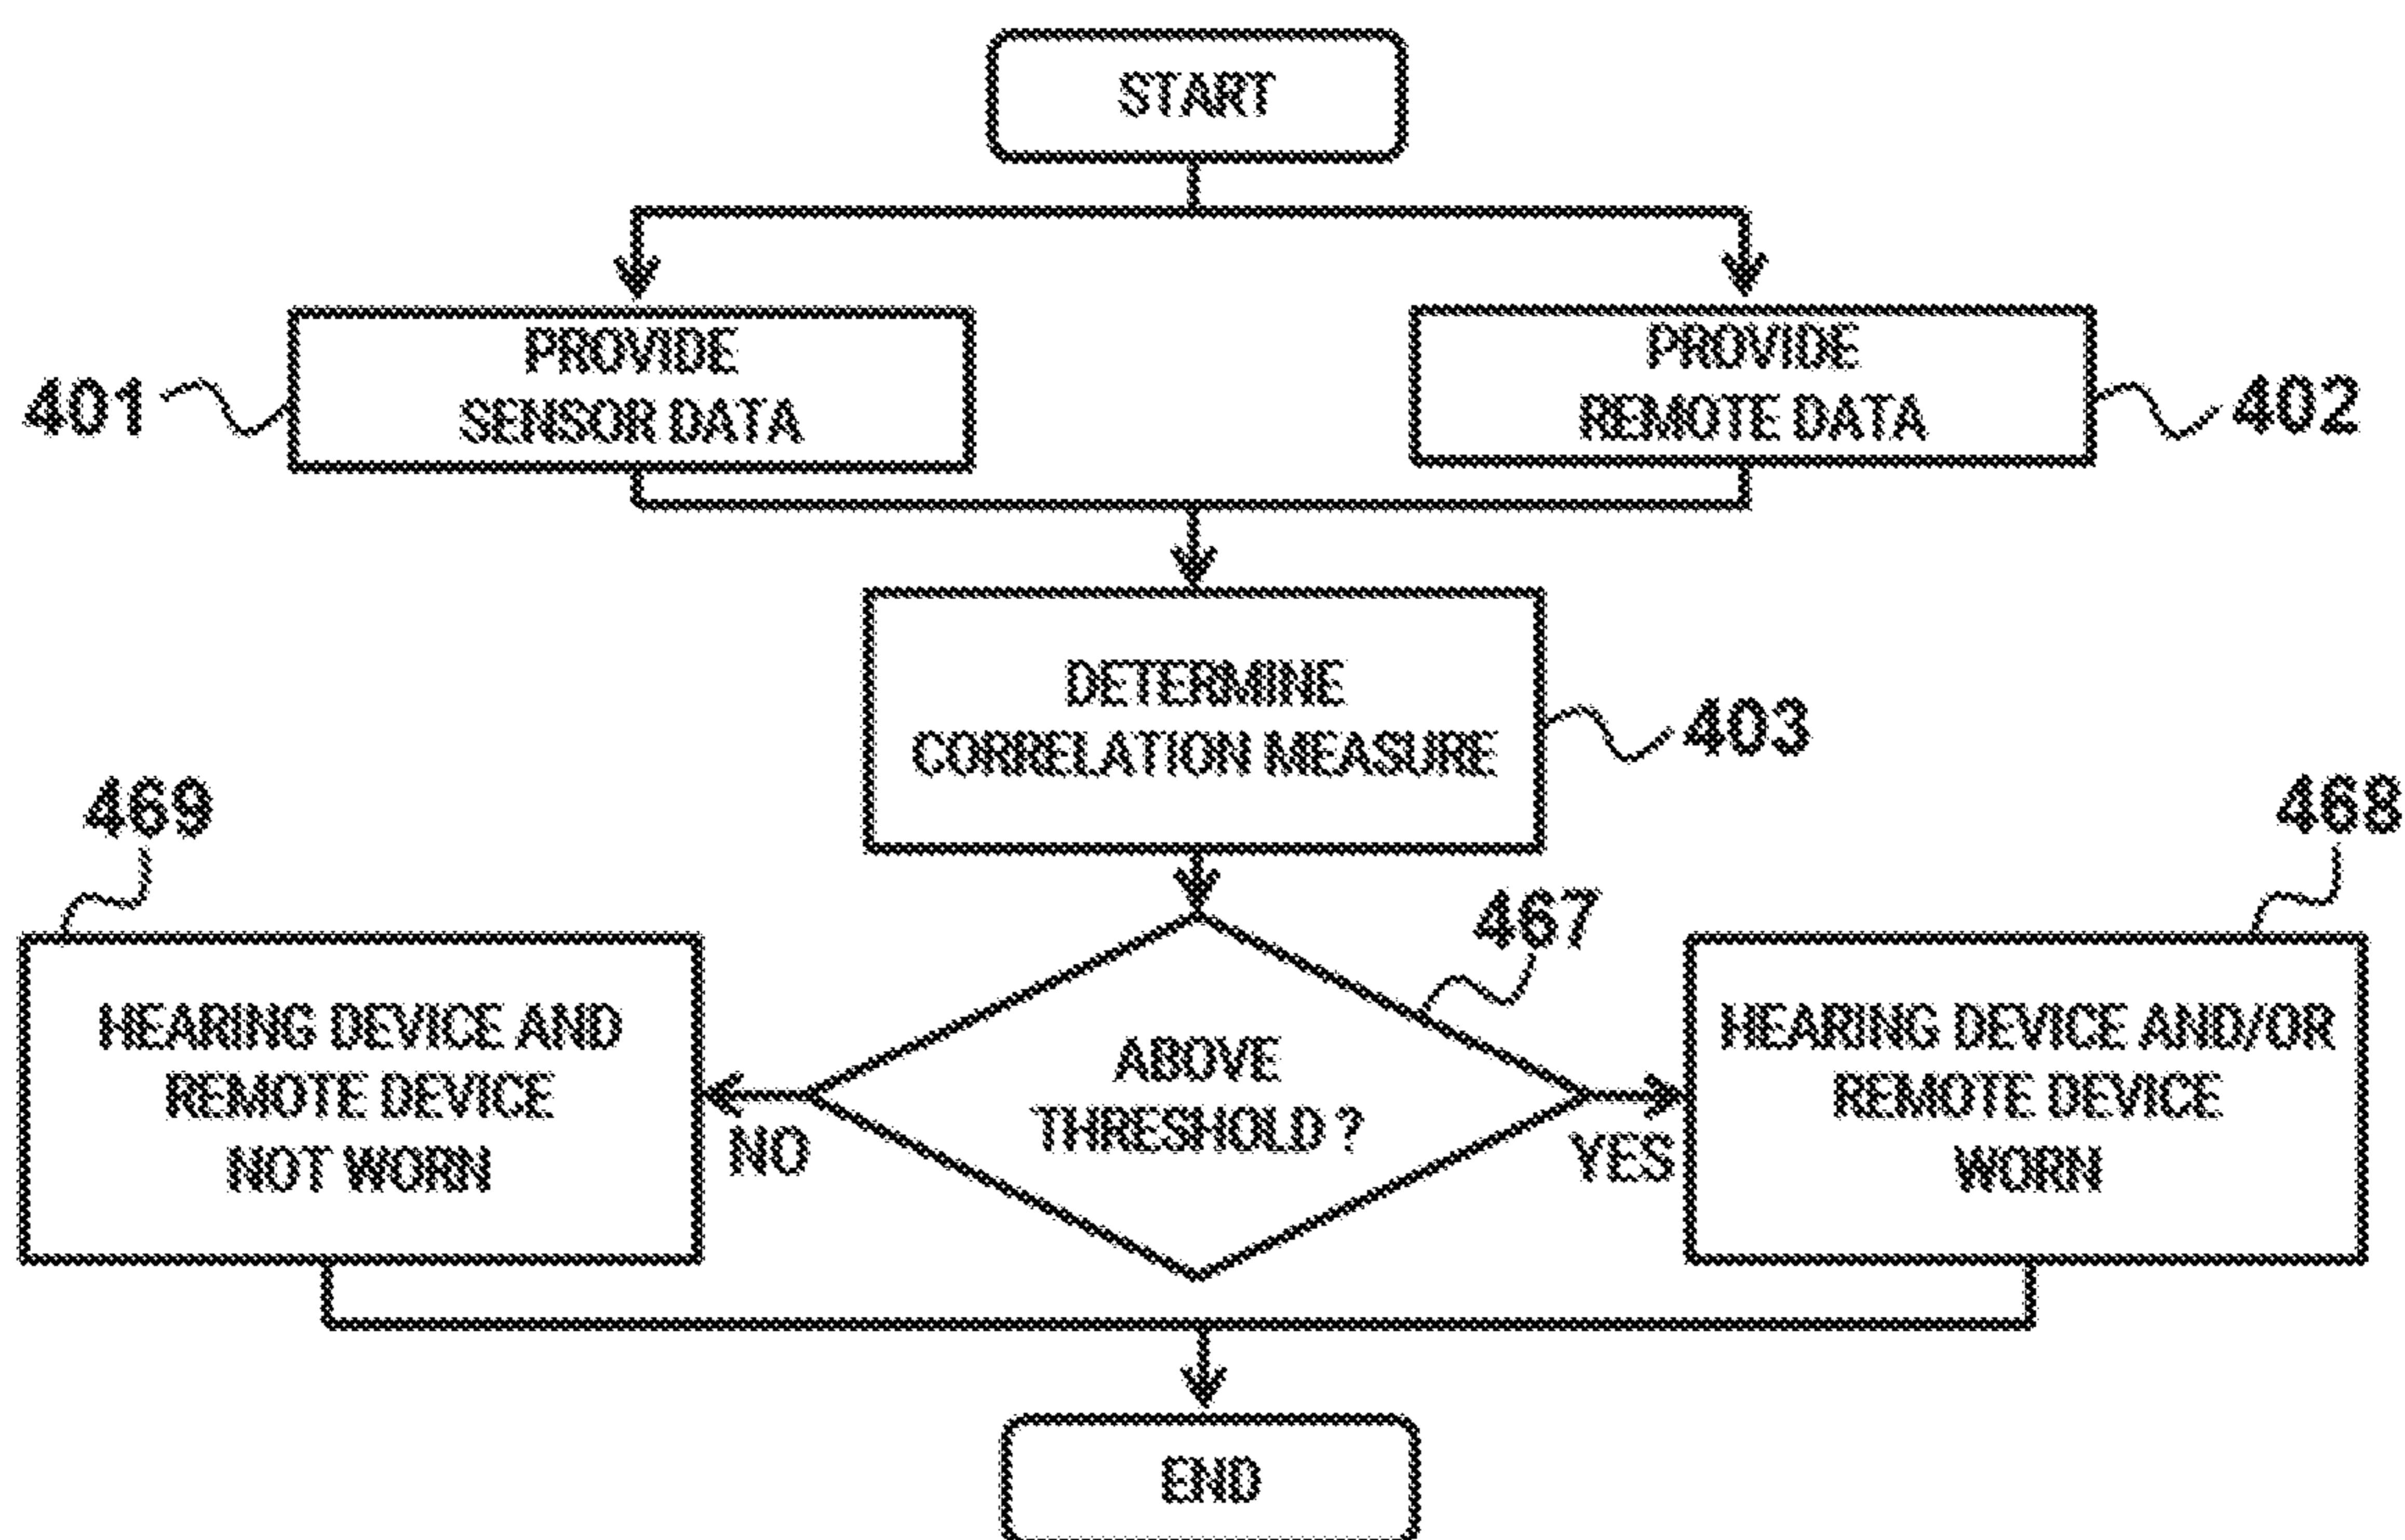 START
PROVIDE
SENSOR DATA
401
PROVIDE
REMOTE DATA
402
DETERMINE
CORRELATION MEASURE
403
469
468
467
HEARING DEVICE AND
REMOTE DEVICE
NOT WORN
NO
ABOVE
THRESHOLD ?
YES
HEARING DEVICE AND/OR
REMOTE DEVICE
WORN
END